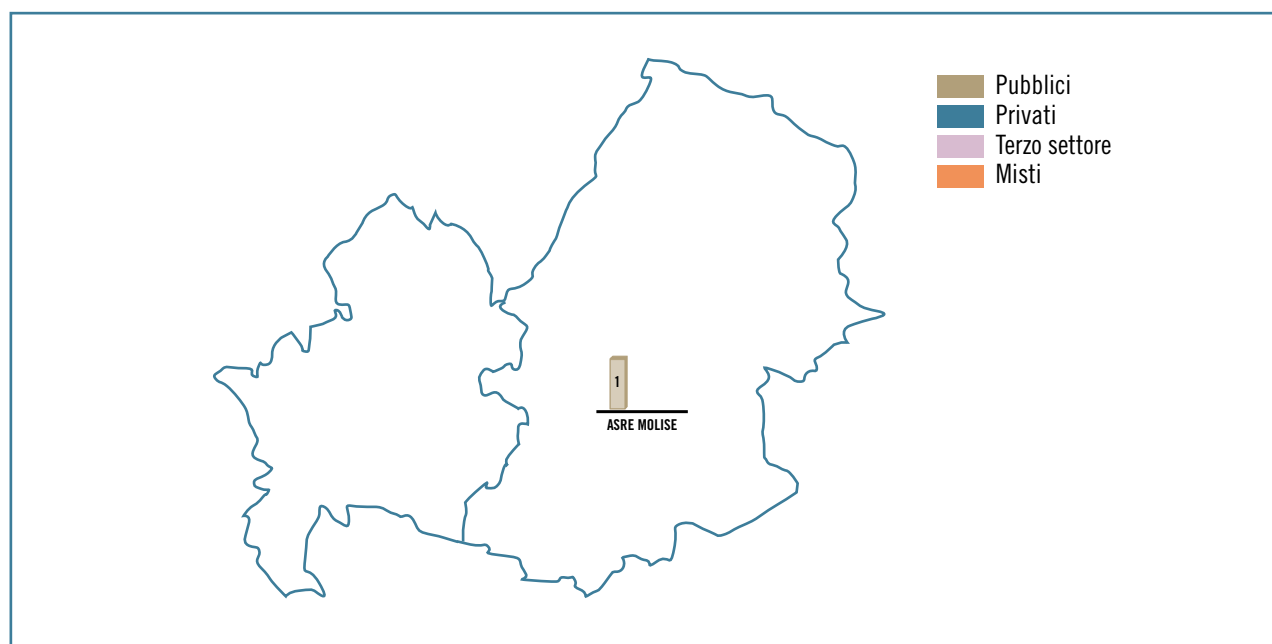 Pubblici
Privati
Terzo settore
Misti
1
ASRE MOLISE